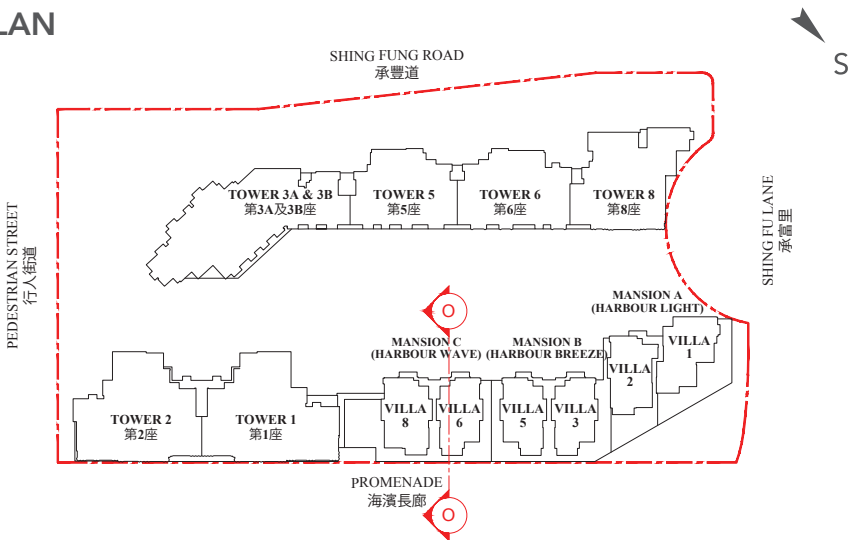 LAN
S
SHING FUNG ROAD
承豐道
PEDESTRIAN STREET
行人街道
TOWER 3A & 3B
第3A及3B座
TOWER 5
第5座
TOWER 6
第6座
TOWER 8
第8座
SHING FU LANE
承富里
O
MANSION C
(HARBOUR WAVE)
MANSION B
(HARBOUR BREEZE)
MANSION A
(HARBOUR LIGHT)
TOWER 2
第2座
TOWER 1
第1座
VILLA
8
VILLA
6
VILLA
5
VILLA
3
VILLA
2
VILLA
1
PROMENADE
海濱長廊
O